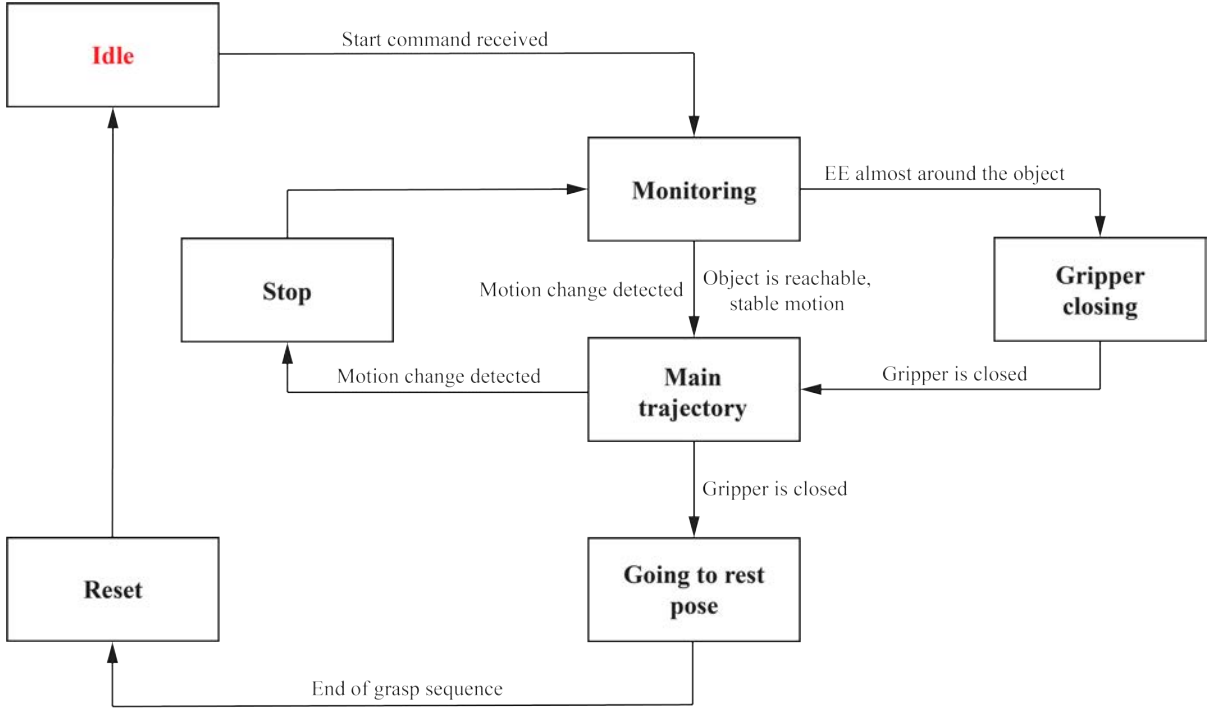 Idle
Start command received
Monitoring
EE almost around the object
Stop
Motion change detected
Object is reachable,
stable motion
Gripper
closing
Motion change detected
Main
trajectory
Gripper is closed
Gripper is closed
Reset
Going to rest
pose
End of grasp sequence